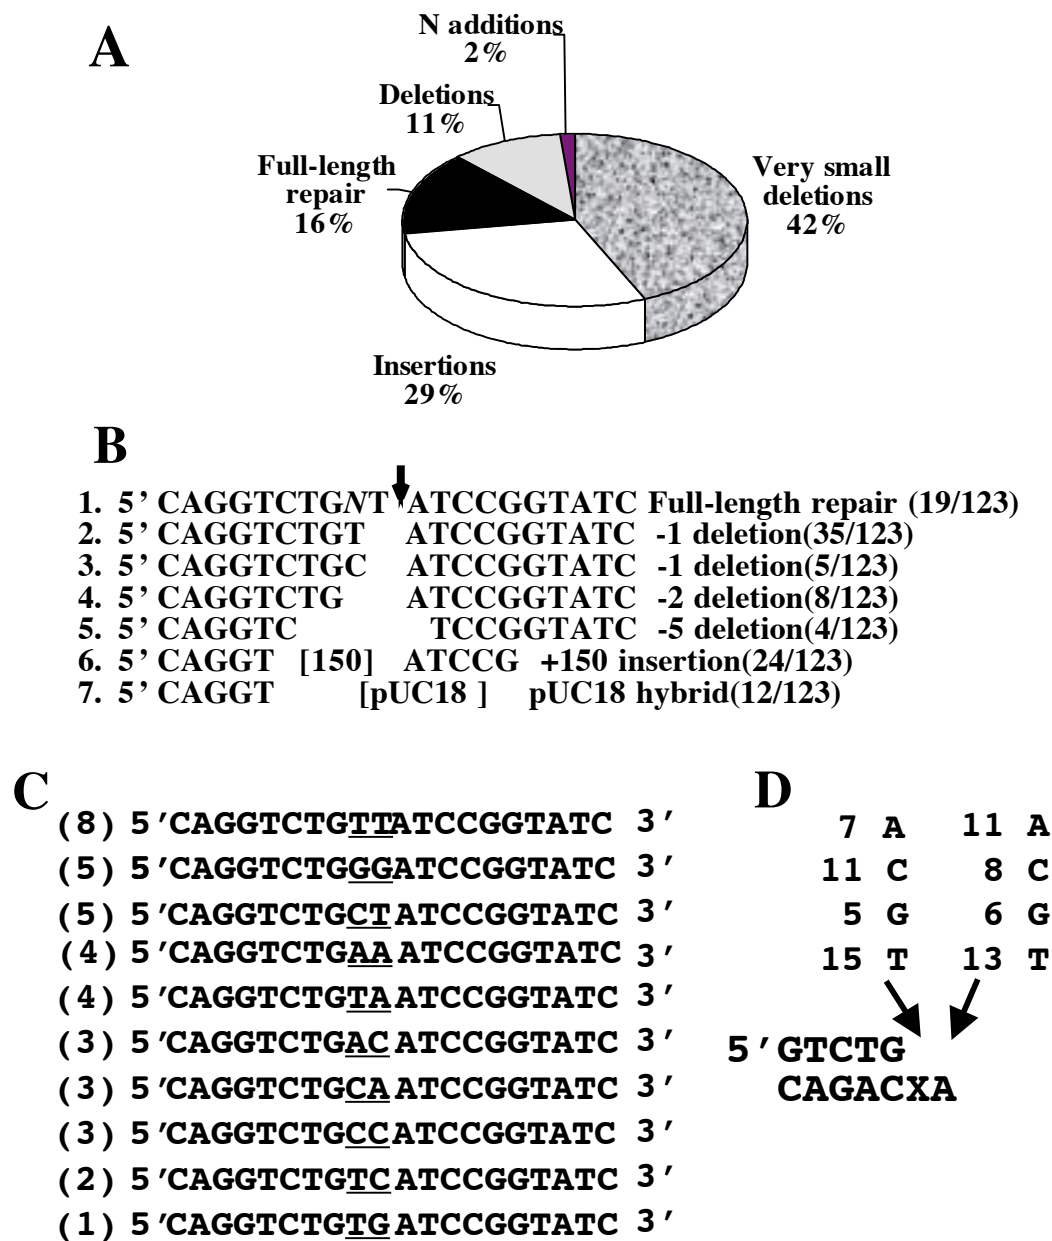 A
N additions
2%
Deletions
11%
Full-length
repair
16%
Very small
deletions
42%
Insertions
29%
B
1. 5' CAGGTCTGNT ATCCGGTATC Full-length repair (19/123)
2. 5' CAGGTCTGT ATCCGGTATC -1 deletion(35/123)
3. 5' CAGGTCTGC ATCCGGTATC -1 deletion(5/123)
4. 5' CAGGTCTG ATCCGGTATC -2 deletion(8/123)
5. 5' CAGGTC TCCGGTATC -5 deletion(4/123)
6. 5' CAGGT [150] ATCCG +150 insertion(24/123)
7. 5' CAGGT [pUC18 ] pUC18 hybrid(12/123)
C
(8) 5'CAGGTCTGTTATCCGGTATC 3'
(5) 5'CAGGTCTGGGATCCGGTATC 3'
(5) 5'CAGGTCTGCTATCCGGTATC 3'
(4) 5'CAGGTCTGAAATCCGGTATC 3'
(4) 5'CAGGTCTGTAATCCGGTATC 3'
(3) 5'CAGGTCTGACATCCGGTATC 3'
(3) 5'CAGGTCTGCAATCCGGTATC 3'
(3) 5'CAGGTCTGCCATCCGGTATC 3'
(2) 5'CAGGTCTGTCATCCGGTATC 3'
(1) 5'CAGGTCTGTGATCCGGTATC 3'
D
7 A 11 A
11 C 8 C
5 G 6 G
15 T 13 T
5'GTCTG
CAGACXA